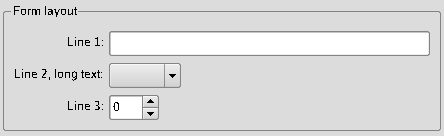 Form layout
Line 1:
Line 2, long text:
Line 3: 0